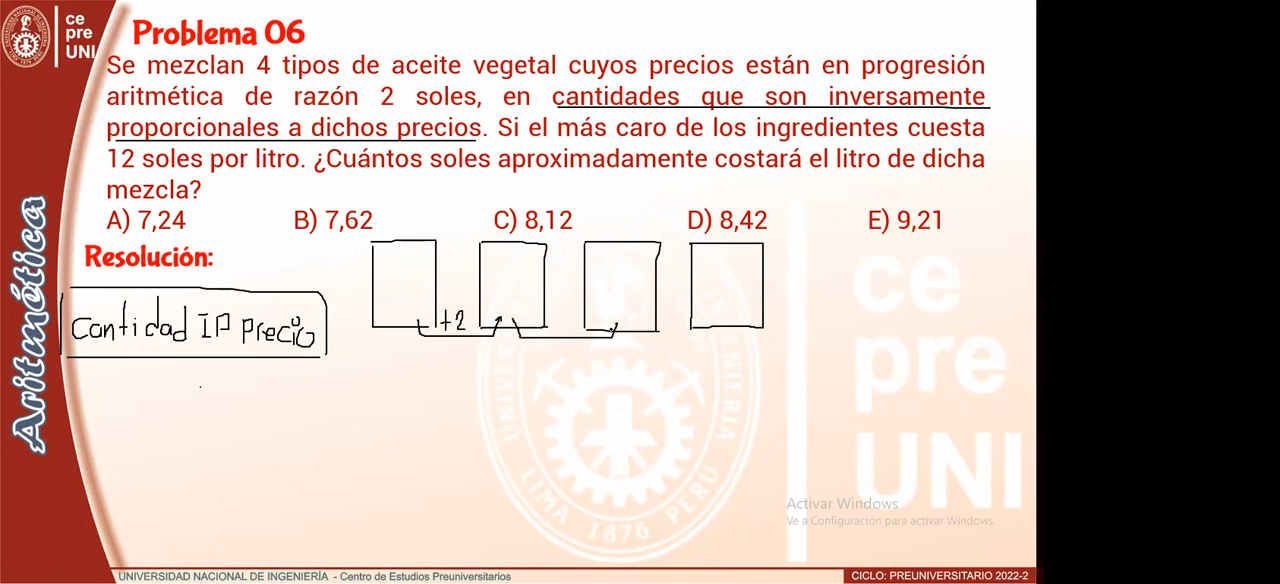 ce
pre
UNI
Problema 06
Se mezclan 4 tipos de aceite vegetal cuyos precios están en progresión
aritmética de razón 2 soles, en cantidades que son inversamente
proporcionales a dichos precios. Si el más caro de los ingredientes cuesta
12 soles por litro. ¿Cuántos soles aproximadamente costará el litro de dicha
mezcla?
A) 7,24 B) 7,62 C) 8,12 D) 8,42 E) 9,21
Resolución:
Cantidad IP Precio
+2
Aritmética
ce
pre
UNI
LIMA 1876 PERU
Activar Windows
Ve a Configuración para activar Windows.
UNIVERSIDAD NACIONAL DE INGENIERÍA - Centro de Estudios Preuniversitarios
CICLO: PREUNIVERSITARIO 2022-2